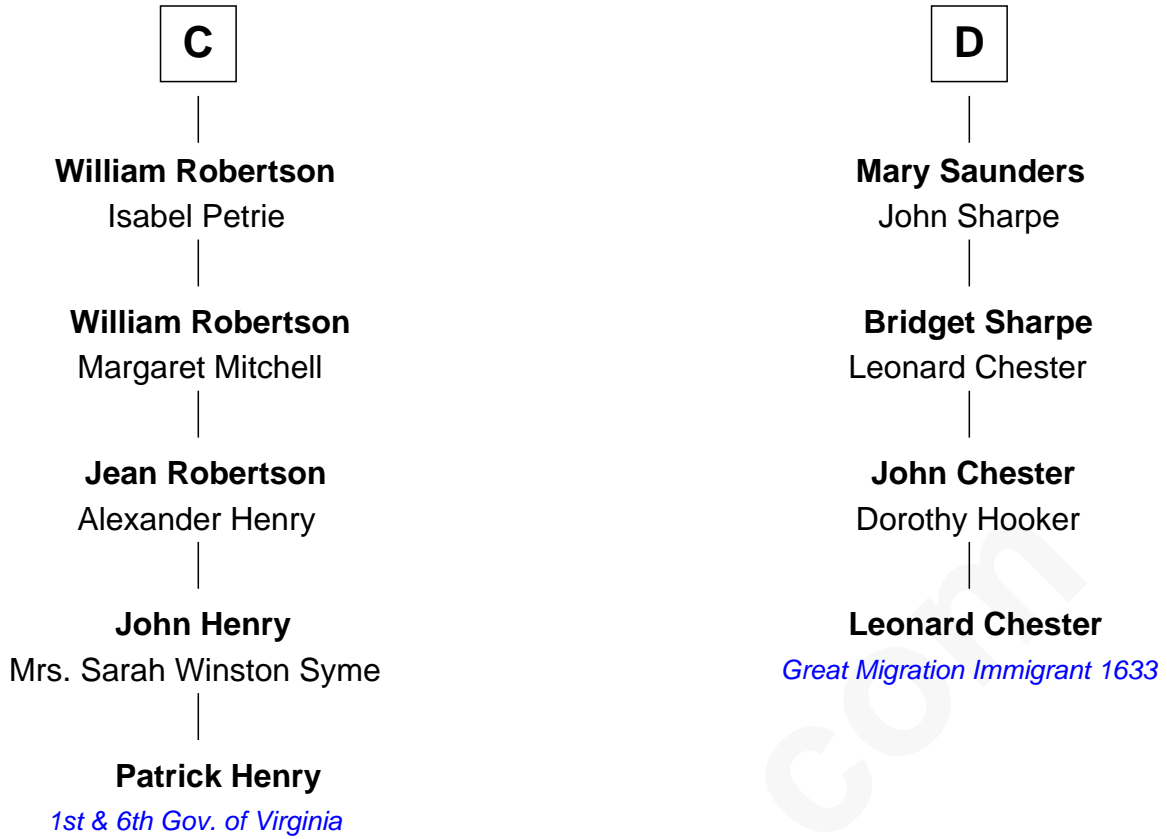 C
William Robertson
Isabel Petrie
William Robertson
Margaret Mitchell
Jean Robertson
Alexander Henry
John Henry
Mrs. Sarah Winston Syme
Patrick Henry
1st & 6th Gov. of Virginia
D
Mary Saunders
John Sharpe
Bridget Sharpe
Leonard Chester
John Chester
Dorothy Hooker
Leonard Chester
Great Migration Immigrant 1633
com